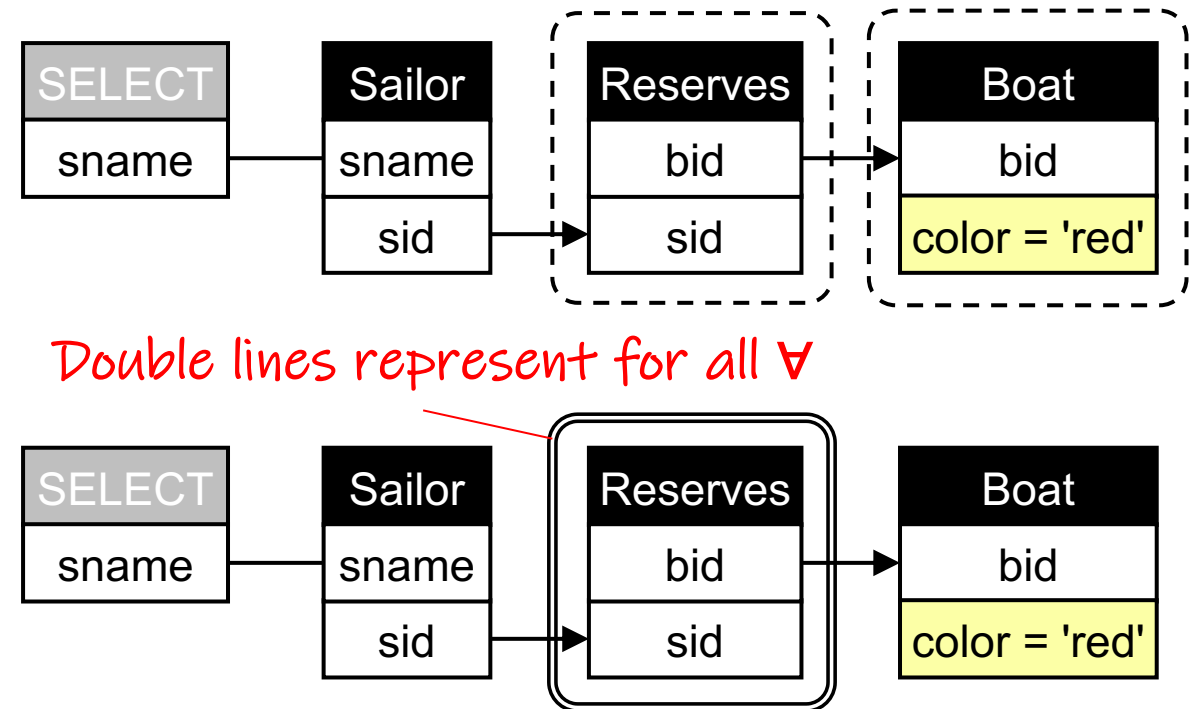 SELECT Sailor Reserves Boat
sname sname bid bid
sid sid color = 'red'
Double lines represent for all ∀
SELECT Sailor Reserves Boat
sname sname bid bid
sid sid color = 'red'